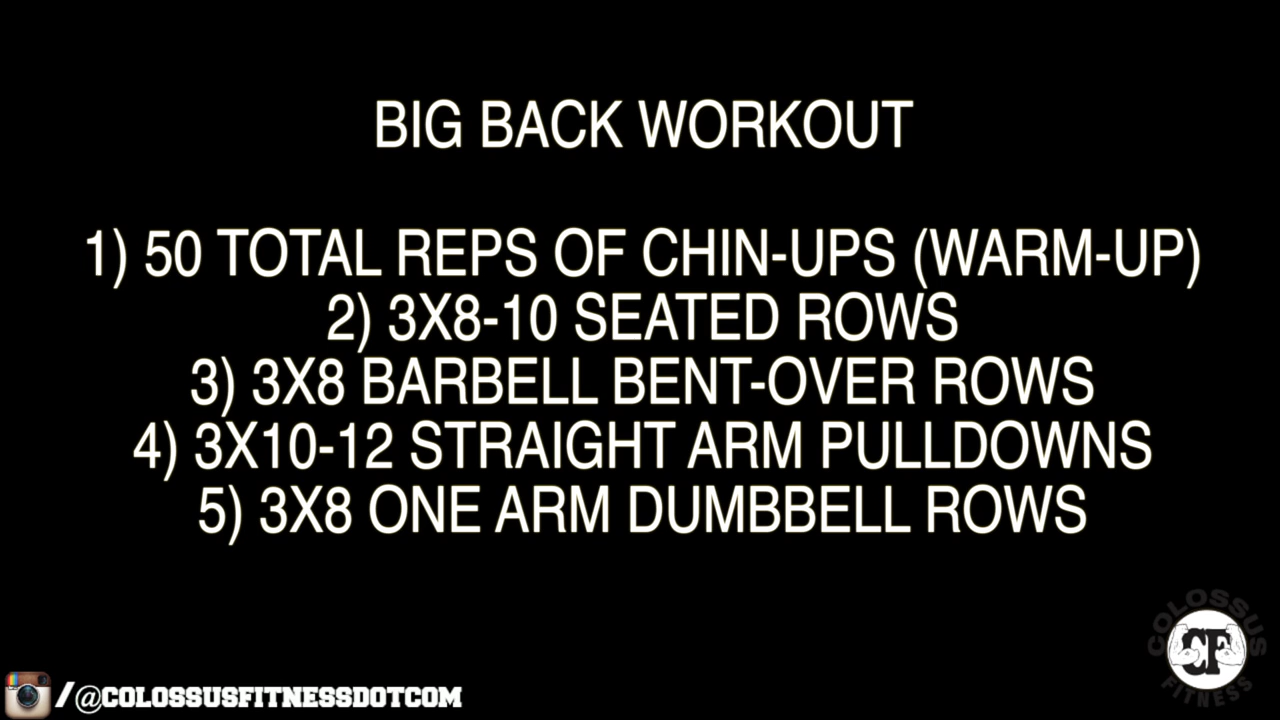 BIG BACK WORKOUT
1) 50 TOTAL REPS OF CHIN-UPS (WARM-UP)
2) 3X8-10 SEATED ROWS
3) 3X8 BARBELL BENT-OVER ROWS
4) 3X10-12 STRAIGHT ARM PULLDOWNS
5) 3X8 ONE ARM DUMBBELL ROWS
COLOSSUS
CF
FITNESS
/@COLOSSUSFITNESSDOTCOM